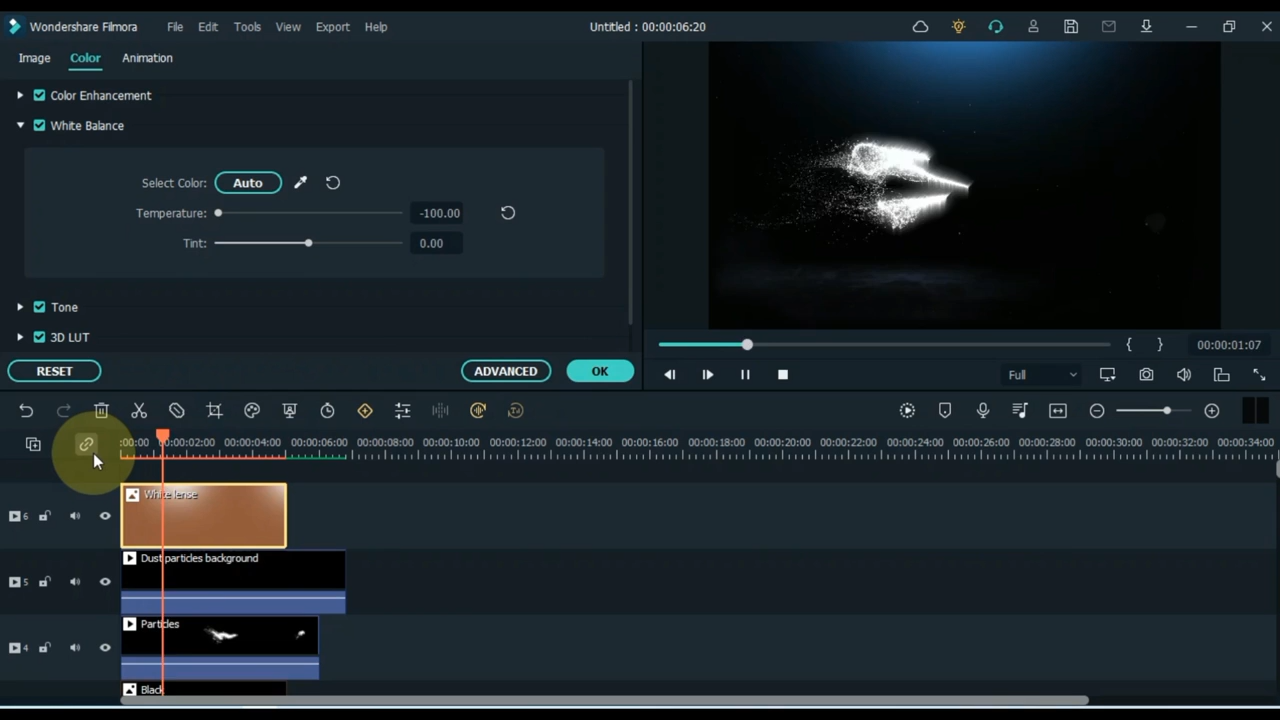 Wondershare Filmora File Edit Tools View Export Help Untitled : 00:00:06:20
Image Color Animation
Color Enhancement
White Balance
Select Color: Auto
Temperature: -100.00
Tint: 0.00
Tone
3D LUT
RESET ADVANCED OK
{ } 00:00:01:07
Full
:00:00 00:00:02:00 00:00:04:00 00:00:06:00 00:00:08:00 00:00:10:00 00:00:12:00 00:00:14:00 00:00:16:00 00:00:18:00 00:00:20:00 00:00:22:00 00:00:24:00 00:00:26:00 00:00:28:00 00:00:30:00 00:00:32:00 00:00:34:00
White lense
6
Dust particles background
5
Particles
4
Black